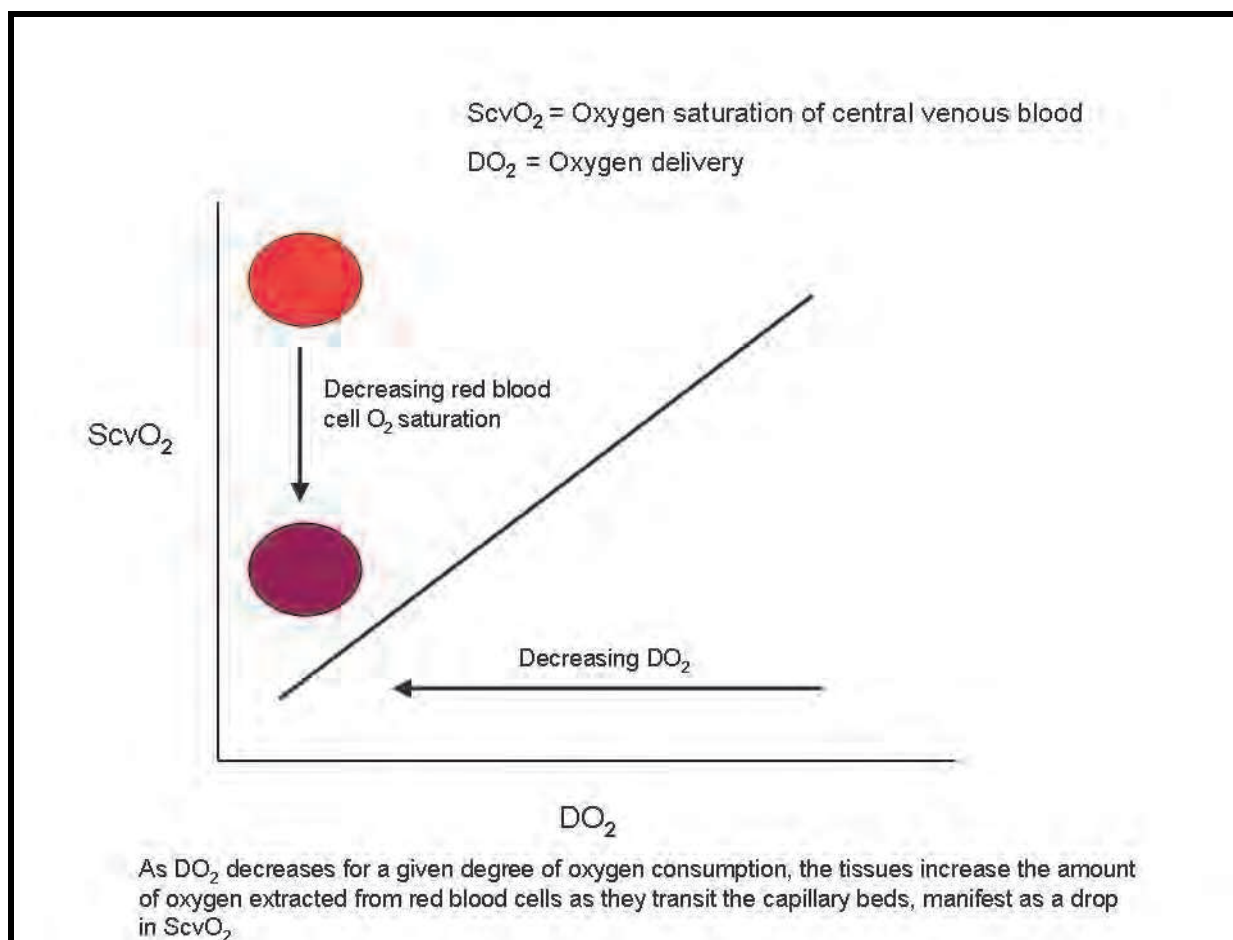 ScvO₂ = Oxygen saturation of central venous blood
DO₂ = Oxygen delivery
Decreasing red blood
cell O₂ saturation
ScvO₂
Decreasing DO₂
DO₂
As DO₂ decreases for a given degree of oxygen consumption, the tissues increase the amount
of oxygen extracted from red blood cells as they transit the capillary beds, manifest as a drop
in ScvO₂